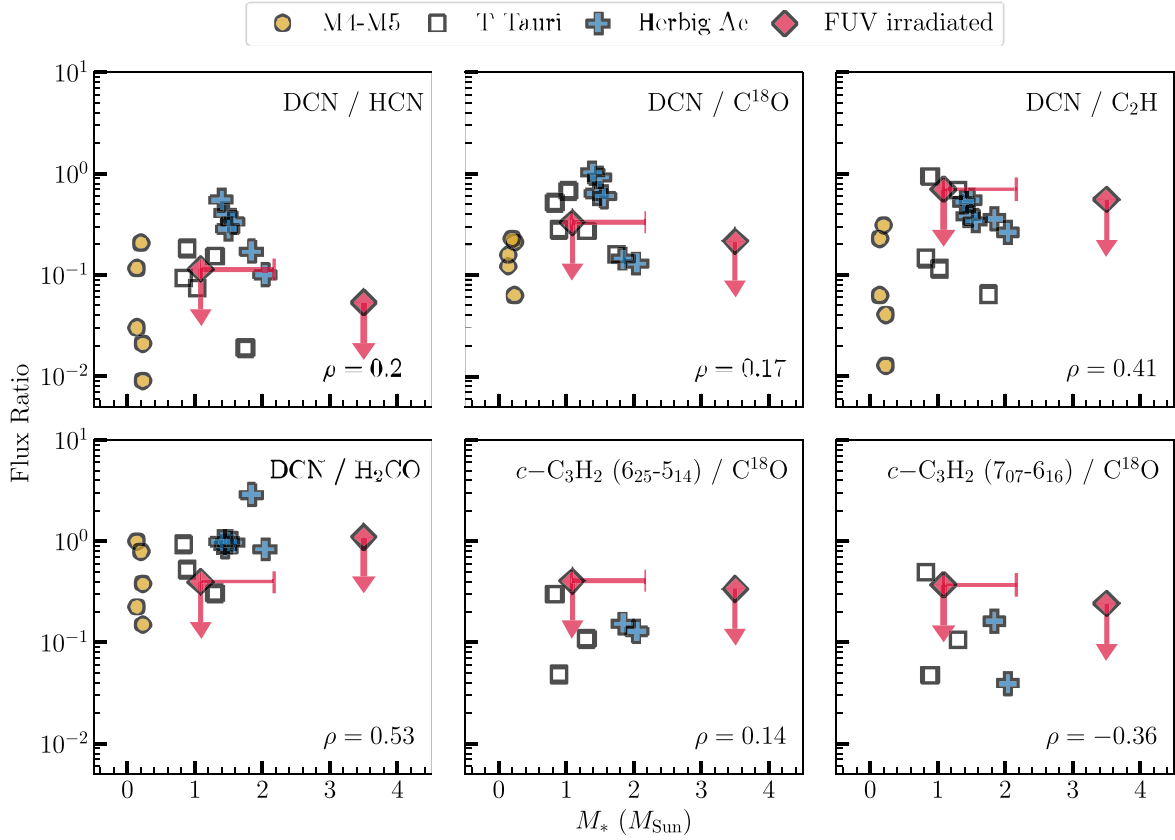 M4-M5 T Tauri Herbig Ae FUV irradiated
10¹ DCN / HCN DCN / C¹⁸O DCN / C₂H
10⁰
10⁻¹
10⁻² ρ = 0.2 ρ = 0.17 ρ = 0.41
Flux Ratio
10¹ DCN / H₂CO c−C₃H₂ (6₂₅-5₁₄) / C¹⁸O c−C₃H₂ (7₀₇-6₁₆) / C¹⁸O
10⁰
10⁻¹
10⁻² ρ = 0.53 ρ = 0.14 ρ = −0.36
0 1 2 3 4 0 1 2 3 4 0 1 2 3 4
M* (M_Sun)